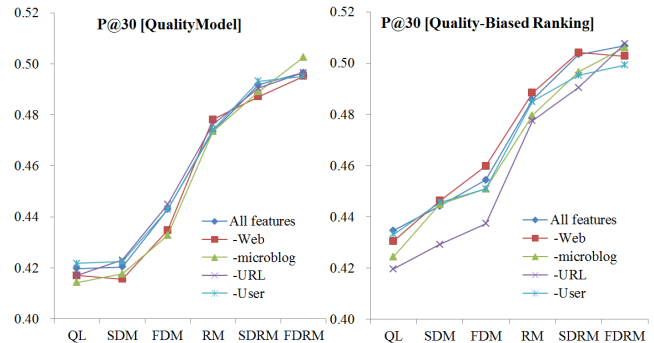 P@30 [QualityModel]
0.52
0.50
0.48
0.46
0.44
0.42
0.40
QL SDM FDM RM SDRM FDRM
All features
-Web
-microblog
-URL
-User
P@30 [Quality-Biased Ranking]
0.52
0.50
0.48
0.46
0.44
0.42
0.40
QL SDM FDM RM SDRM FDRM
All features
-Web
-microblog
-URL
-User